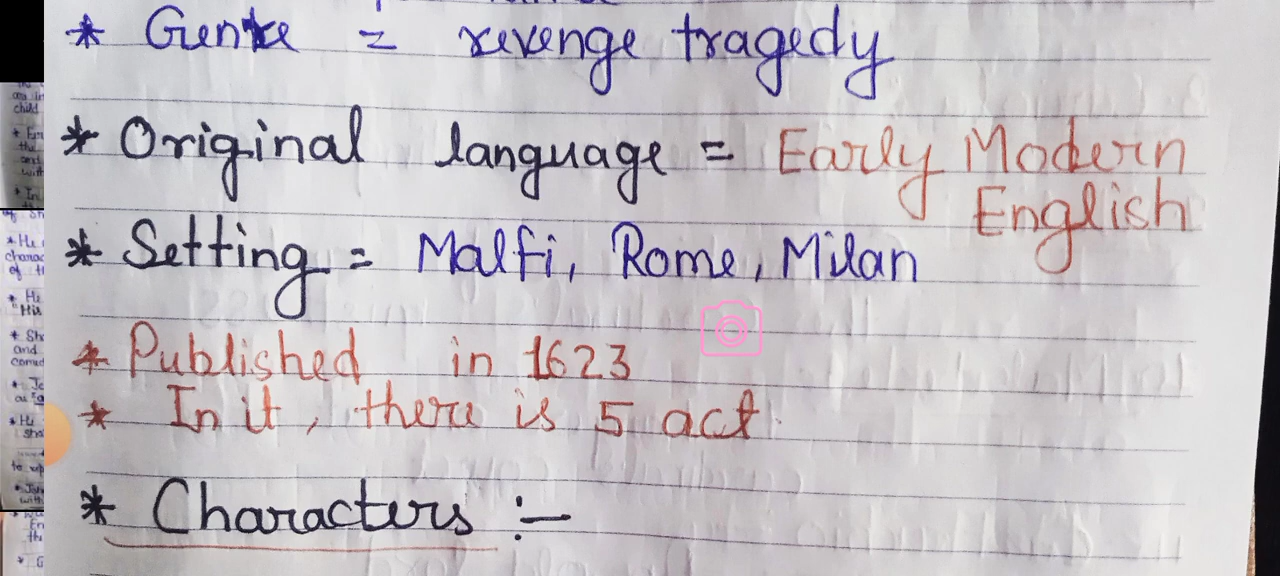 * Genre = revenge tragedy
* Original language = Early Modern
English
* Setting = Malfi, Rome, Milan
* Published in 1623
* In it, there is 5 act.
* Characters :-